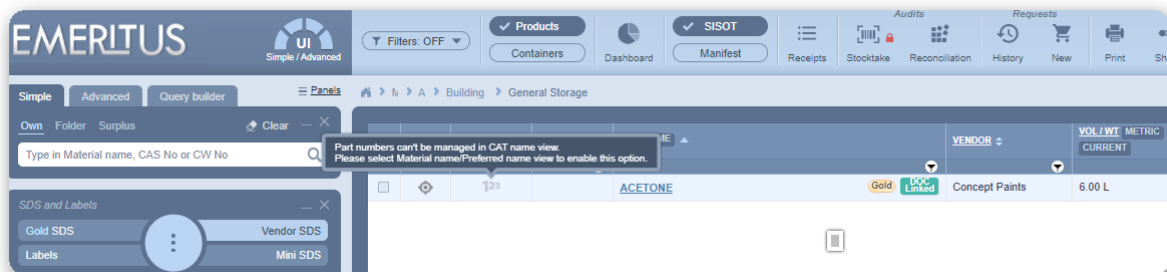 EMERITUS
UI
Simple / Advanced
Filters: OFF
Products
Containers
Dashboard
SISOT
Manifest
Receipts
Audits
Stocktake
Reconciliation
Requests
History
New
Print
Simple
Advanced
Query builder
Panels
A
Building
General Storage
Own
Folder
Surplus
Clear
Type in Material name, CAS No or CW No
Part numbers can't be managed in CAT name view.
Please select Material name/Preferred name view to enable this option.
VENDOR
VOL / WT
METRIC
CURRENT
123
ACETONE
Gold
DOC
Linked
Concept Paints
6.00 L
SDS and Labels
Gold SDS
Vendor SDS
Labels
Mini SDS